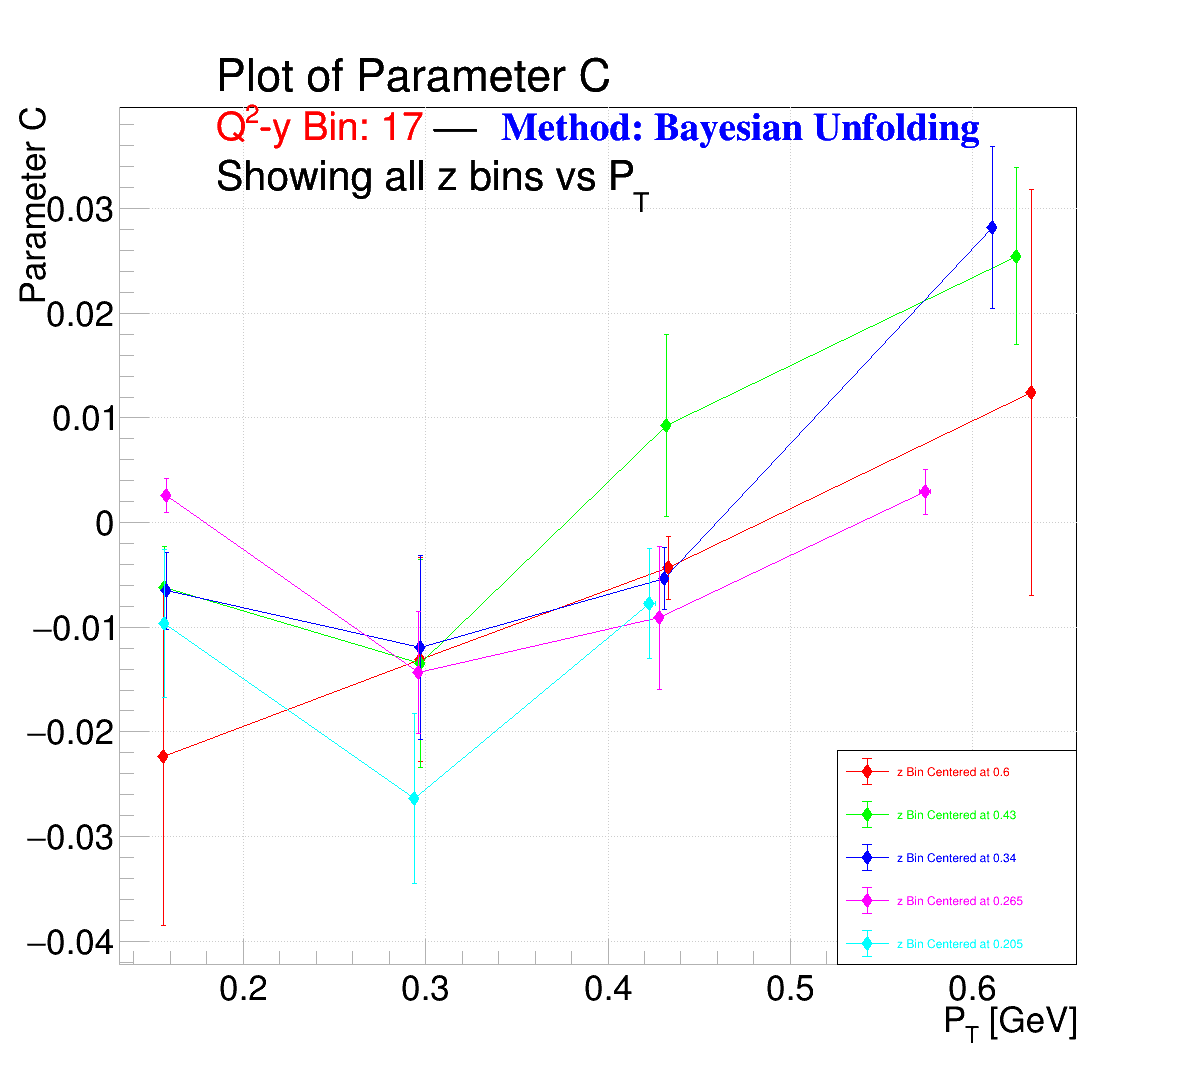 Plot of Parameter C
Q²-y Bin: 17 — Method: Bayesian Unfolding
Showing all z bins vs P_T
Parameter C
0.03
0.02
0.01
0
−0.01
−0.02
−0.03
−0.04
z Bin Centered at 0.6
z Bin Centered at 0.43
z Bin Centered at 0.34
z Bin Centered at 0.265
z Bin Centered at 0.205
0.2 0.3 0.4 0.5 0.6
P_T [GeV]